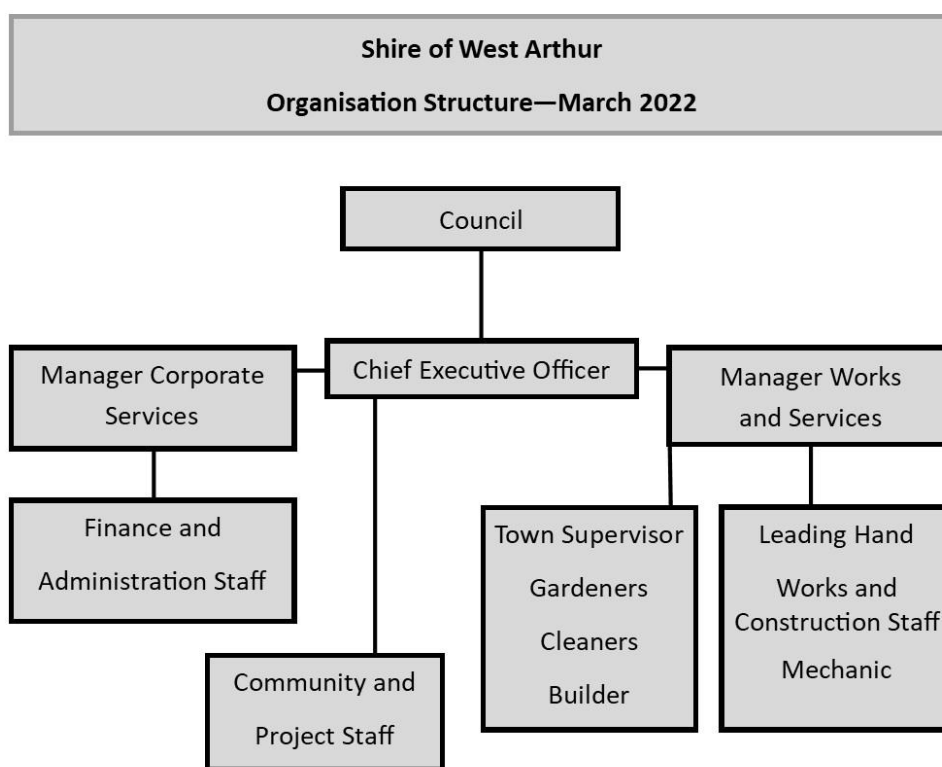 Shire of West Arthur
Organisation Structure—March 2022
Council
Chief Executive Officer
Manager Corporate
Services
Manager Works
and Services
Finance and
Administration Staff
Community and
Project Staff
Town Supervisor
Gardeners
Cleaners
Builder
Leading Hand
Works and
Construction Staff
Mechanic